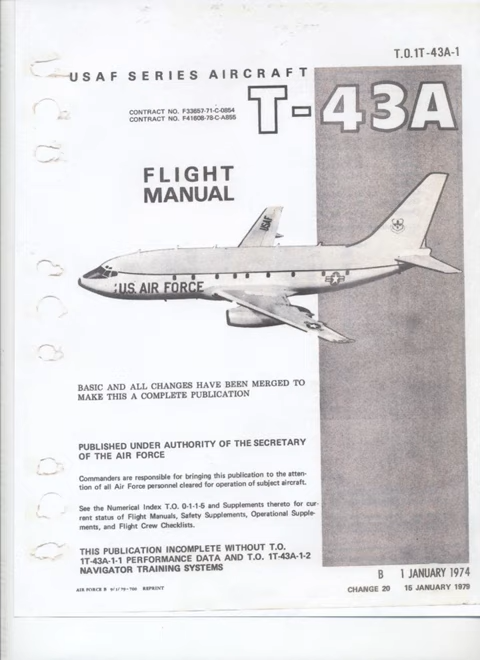 T.O.1T-43A-1
USAF SERIES AIRCRAFT
T-43A
CONTRACT NO. F33657-71-C-0854
CONTRACT NO. F41608-78-C-A855
FLIGHT
MANUAL
USAF
U.S. AIR FORCE
BASIC AND ALL CHANGES HAVE BEEN MERGED TO
MAKE THIS A COMPLETE PUBLICATION
PUBLISHED UNDER AUTHORITY OF THE SECRETARY
OF THE AIR FORCE
Commanders are responsible for bringing this publication to the atten-
tion of all Air Force personnel cleared for operation of subject aircraft.
See the Numerical Index T.O. 0-1-1-5 and Supplements thereto for cur-
rent status of Flight Manuals, Safety Supplements, Operational Supple-
ments, and Flight Crew Checklists.
THIS PUBLICATION INCOMPLETE WITHOUT T.O.
1T-43A-1-1 PERFORMANCE DATA AND T.O. 1T-43A-1-2
NAVIGATOR TRAINING SYSTEMS
B 1 JANUARY 1974
AIR FORCE REPRINT
CHANGE 20 15 JANUARY 1979